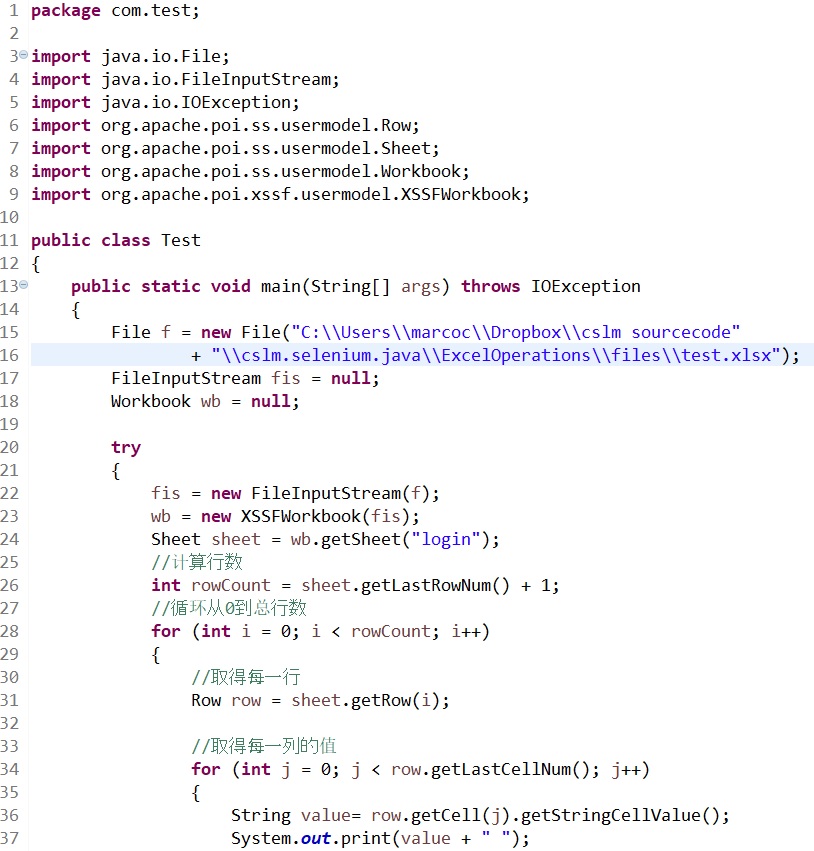 1 package com.test;
2
3 import java.io.File;
4 import java.io.FileInputStream;
5 import java.io.IOException;
6 import org.apache.poi.ss.usermodel.Row;
7 import org.apache.poi.ss.usermodel.Sheet;
8 import org.apache.poi.ss.usermodel.Workbook;
9 import org.apache.poi.xssf.usermodel.XSSFWorkbook;
10
11 public class Test
12 {
13     public static void main(String[] args) throws IOException
14     {
15         File f = new File("C:\\Users\\marcoc\\Dropbox\\cslm sourcecode"
16                 + "\\cslm.selenium.java\\ExcelOperations\\files\\test.xlsx");
17         FileInputStream fis = null;
18         Workbook wb = null;
19
20         try
21         {
22             fis = new FileInputStream(f);
23             wb = new XSSFWorkbook(fis);
24             Sheet sheet = wb.getSheet("login");
25             //计算行数
26             int rowCount = sheet.getLastRowNum() + 1;
27             //循环从0到总行数
28             for (int i = 0; i < rowCount; i++)
29             {
30                 //取得每一行
31                 Row row = sheet.getRow(i);
32
33                 //取得每一列的值
34                 for (int j = 0; j < row.getLastCellNum(); j++)
35                 {
36                     String value= row.getCell(j).getStringCellValue();
37                     System.out.print(value + " ");